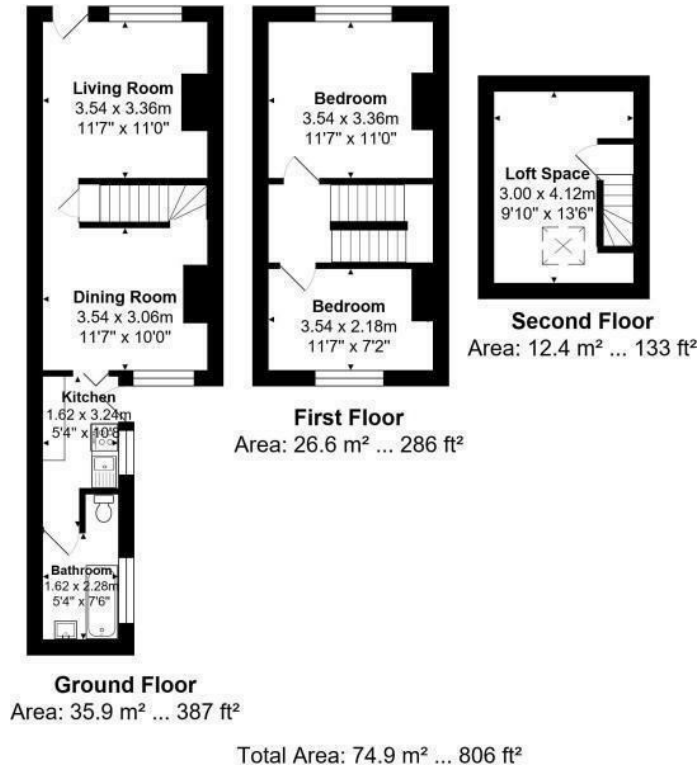 Living Room
3.54 x 3.36m
11'7" x 11'0"
Dining Room
3.54 x 3.06m
11'7" x 10'0"
Kitchen
1.62 x 3.24m
5'4" x 10'8
Bathroom
1.62 x 2.28m
5'4" x 7'6"
Ground Floor
Area: 35.9 m² ... 387 ft²
Bedroom
3.54 x 3.36m
11'7" x 11'0"
Bedroom
3.54 x 2.18m
11'7" x 7'2"
First Floor
Area: 26.6 m² ... 286 ft²
Loft Space
3.00 x 4.12m
9'10" x 13'6"
Second Floor
Area: 12.4 m² ... 133 ft²
Total Area: 74.9 m² ... 806 ft²